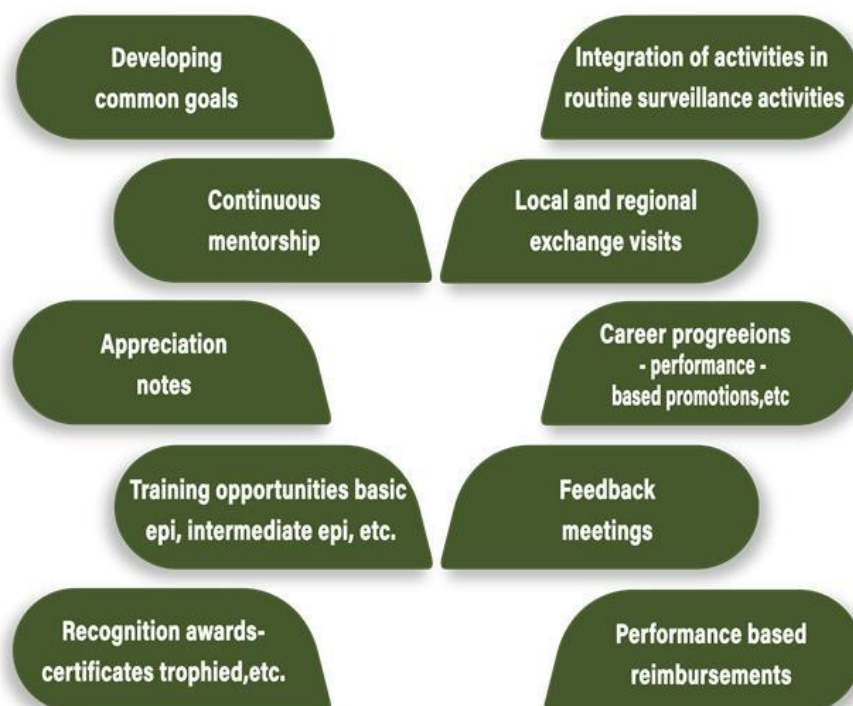 Developing
common goals
Integration of activities in
routine surveillance activities
Continuous
mentorship
Local and regional
exchange visits
Appreciation
notes
Career progreeions
- performance -
based promotions,etc
Training opportunities basic
epi, intermediate epi, etc.
Feedback
meetings
Recognition awards-
certificates trophied,etc.
Performance based
reimbursements